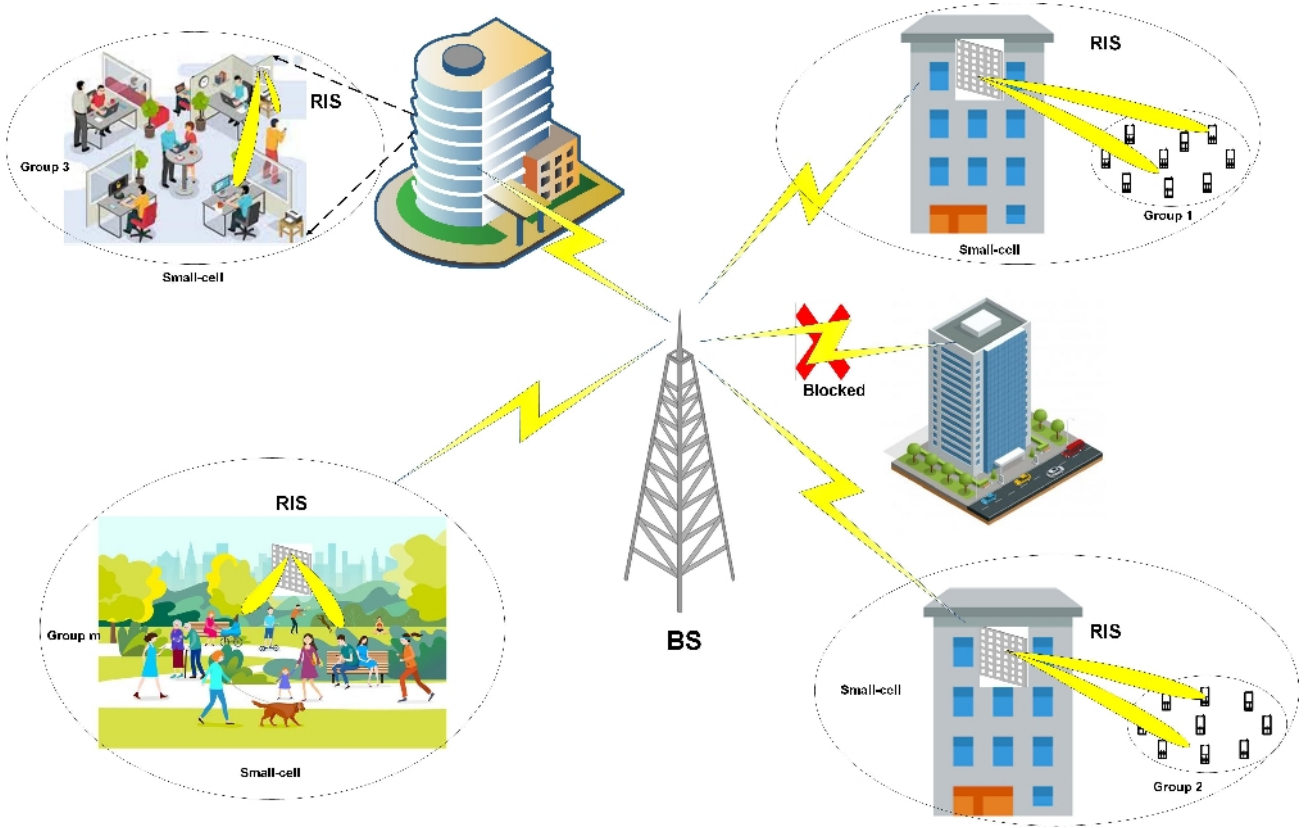 RIS
RIS
Group 3
Group 1
Small-cell
Small-cell
Blocked
RIS
Group m
BS
RIS
Small-cell
Small-cell
Group 2